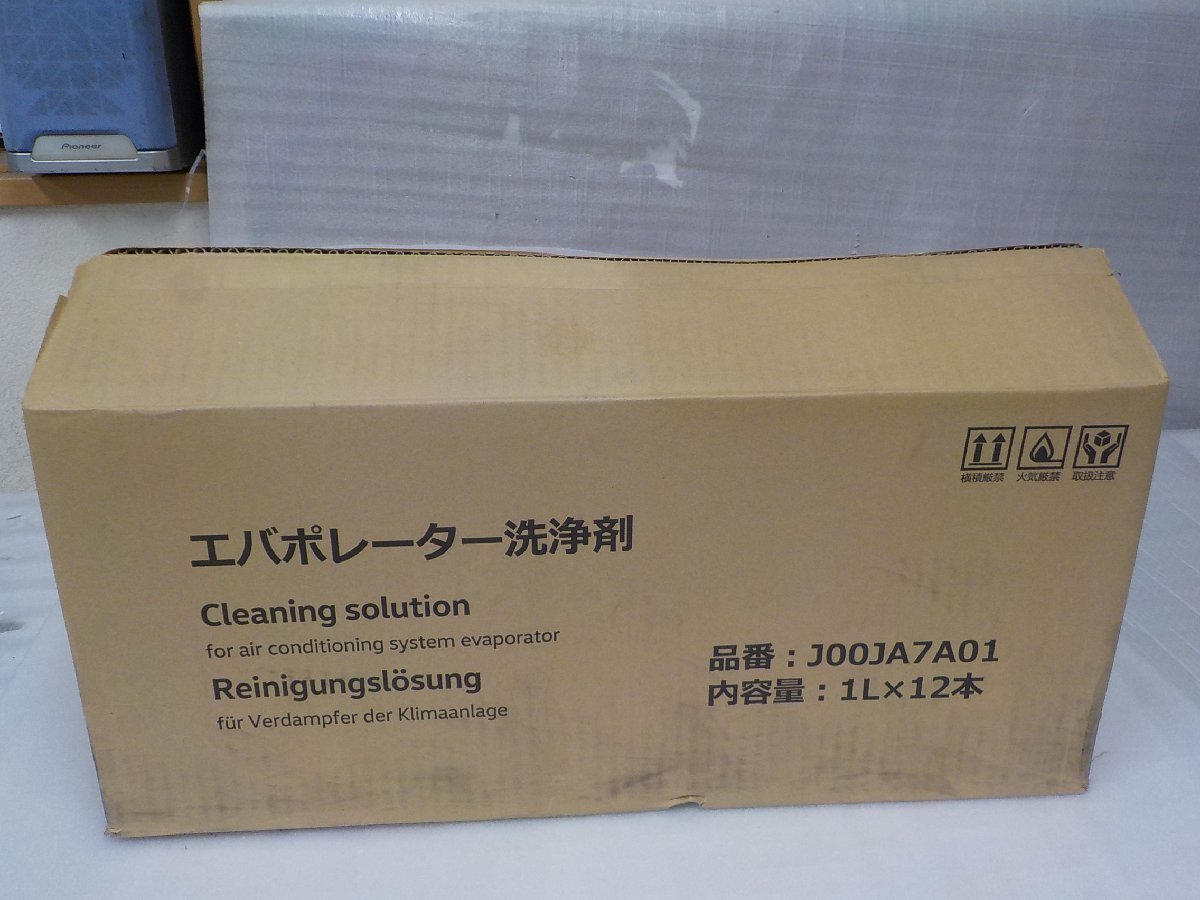 Pioneer
横積厳禁 火気厳禁 取扱注意
エバポレーター洗浄剤
Cleaning solution
for air conditioning system evaporator
Reinigungslösung
für Verdampfer der Klimaanlage
品番：J00JA7A01
内容量：1L×12本